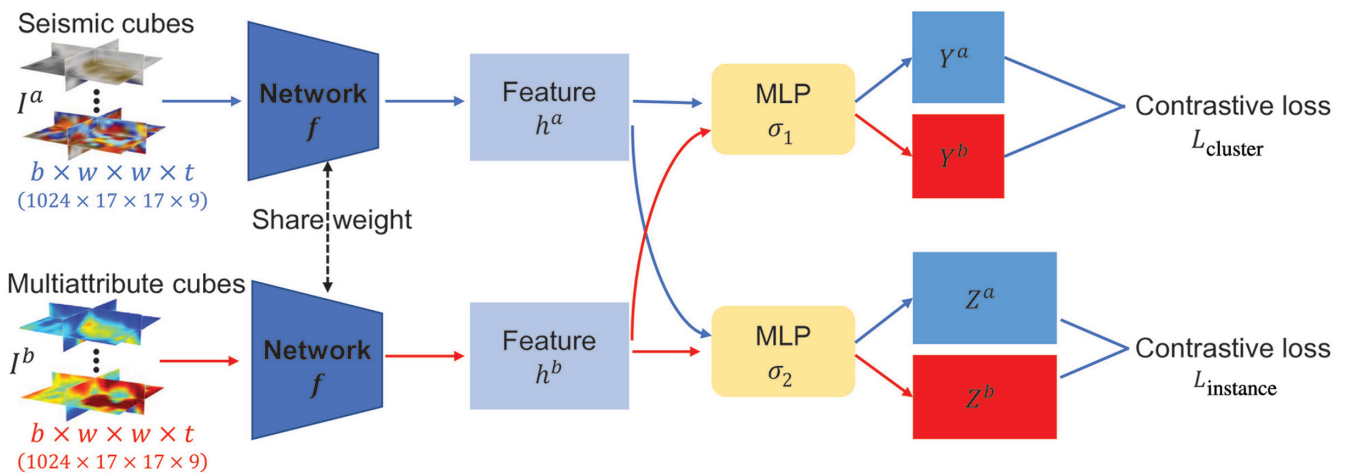 Seismic cubes
I^a
b × w × w × t
(1024 × 17 × 17 × 9)
Network
f
Feature
h^a
MLP
σ_1
Y^a
Y^b
Contrastive loss
L_cluster
Share weight
Multiattribute cubes
I^b
b × w × w × t
(1024 × 17 × 17 × 9)
Network
f
Feature
h^b
MLP
σ_2
Z^a
Z^b
Contrastive loss
L_instance